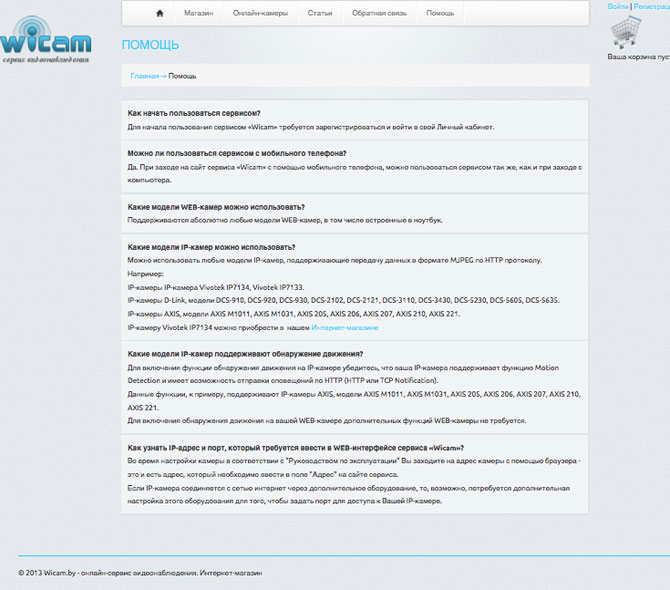 Магазин
Онлайн-камеры
Статьи
Обратная связь
Помощь
Войти | Регистрац
wicam
сервис видеонаблюдения
Ваша корзина пус
ПОМОЩЬ
Главная -> Помощь
Как начать пользоваться сервисом?
Для начала пользования сервисом «Wicam» требуется зарегистрироваться и войти в свой Личный кабинет.
Можно ли пользоваться сервисом с мобильного телефона?
Да. При заходе на сайт сервиса «Wicam» с помощью мобильного телефона, можно пользоваться сервисом так же, как и при заходе с
компьютера.
Какие модели WEB-камер можно использовать?
Поддерживаются абсолютно любые модели WEB-камер, в том числе встроенные в ноутбук.
Какие модели IP-камер можно использовать?
Можно использовать любые модели IP-камер, поддерживающие передачу данных в формате MJPEG по HTTP протоколу.
Например:
IP-камеры IP-камера Vivotek IP7134, Vivotek IP7133.
IP-камеры D-Link, модели DCS-910, DCS-920, DCS-930, DCS-2102, DCS-2121, DCS-3110, DCS-3430, DCS-5230, DCS-5605, DCS-5635.
IP-камеры AXIS, модели AXIS M1011, AXIS M1031, AXIS 205, AXIS 206, AXIS 207, AXIS 210, AXIS 221.
IP-камеру Vivotek IP7134 можно приобрести в нашем Интернет-магазине
Какие модели IP-камер поддерживают обнаружение движения?
Для включения функции обнаружения движения на IP-камере убедитесь, что ваша IP-камера поддерживает функцию Motion
Detection и имеет возможность отправки оповещений по HTTP (HTTP или TCP Notification).
Данные функции, к примеру, поддерживают IP-камеры AXIS, модели AXIS M1011, AXIS M1031, AXIS 205, AXIS 206, AXIS 207, AXIS 210,
AXIS 221.
Для включения обнаружения движения на вашей WEB-камере дополнительных функций WEB-камеры не требуется.
Как узнать IP-адрес и порт, который требуется ввести в WEB-интерфейсе сервиса «Wicam»?
Во время настройки камеры в соответствии с "Руководством по эксплуатации" Вы заходите на адрес камеры с помощью браузера -
это и есть адрес, который необходимо ввести в поле "Адрес" на сайте сервиса.
Если IP-камера соединяется с сетью интернет через дополнительное оборудование, то, возможно, потребуется дополнительная
настройка этого оборудования для того, чтобы задать порт для доступа к Вашей IP-камере.
© 2013 Wicam.by - онлайн-сервис видеонаблюдения. Интернет-магазин